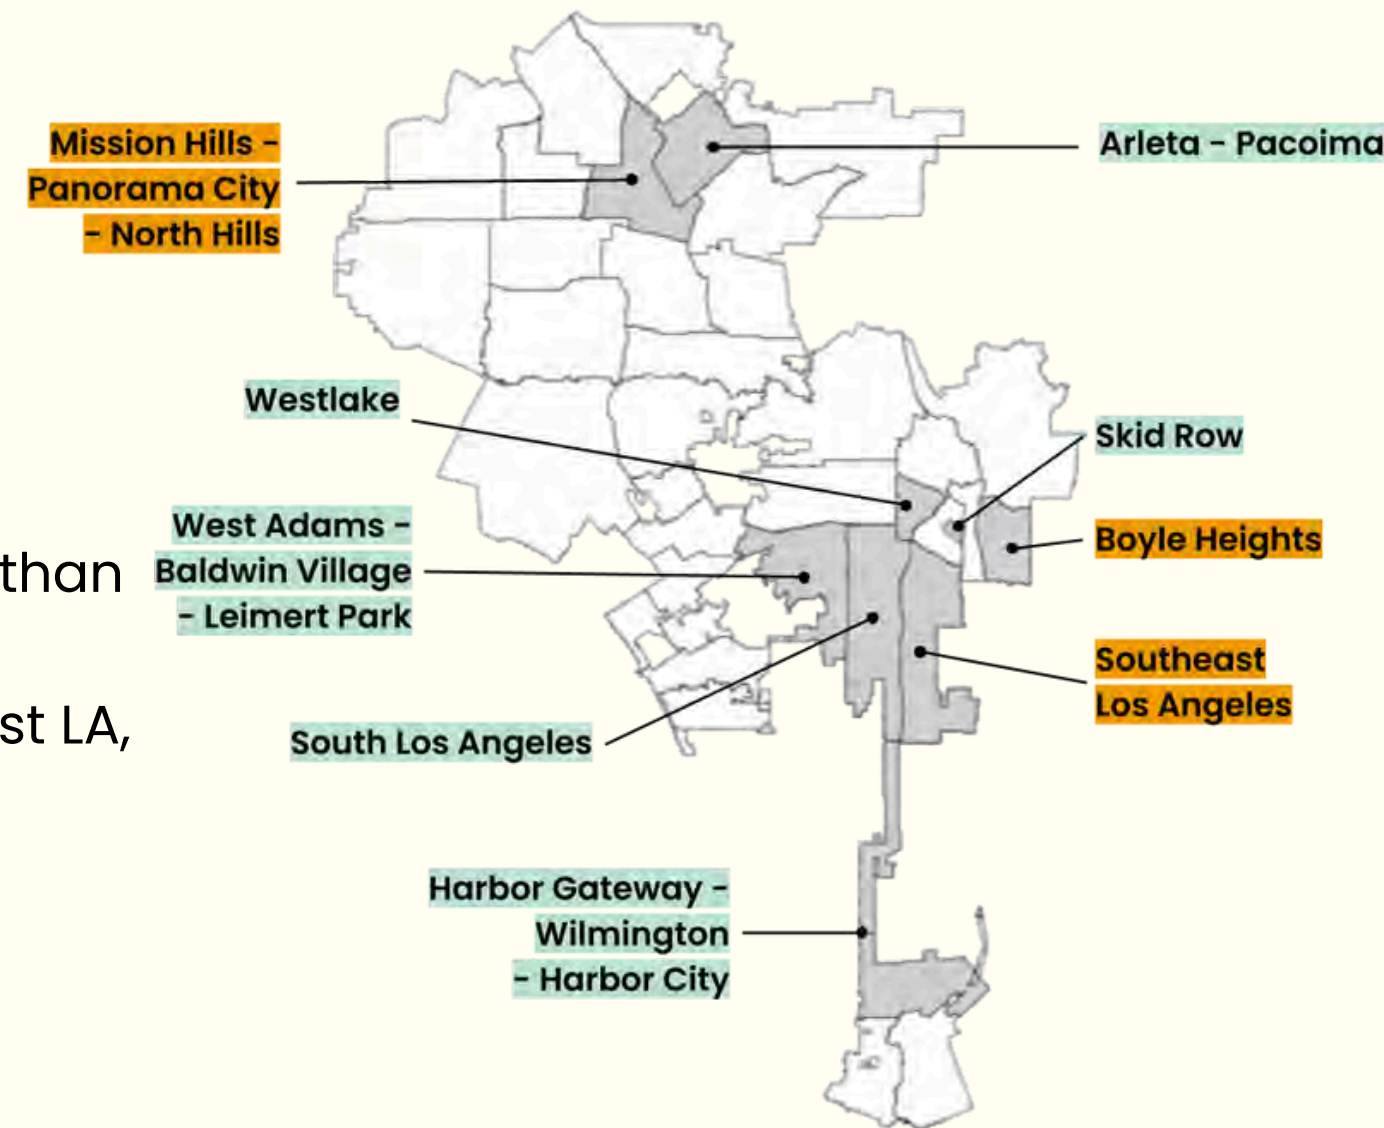 Mission Hills -
Panorama City
- North Hills
Arleta - Pacoima
Westlake
Skid Row
West Adams -
Baldwin Village
- Leimert Park
than
Boyle Heights
Southeast
Los Angeles
st LA,
South Los Angeles
Harbor Gateway -
Wilmington
- Harbor City